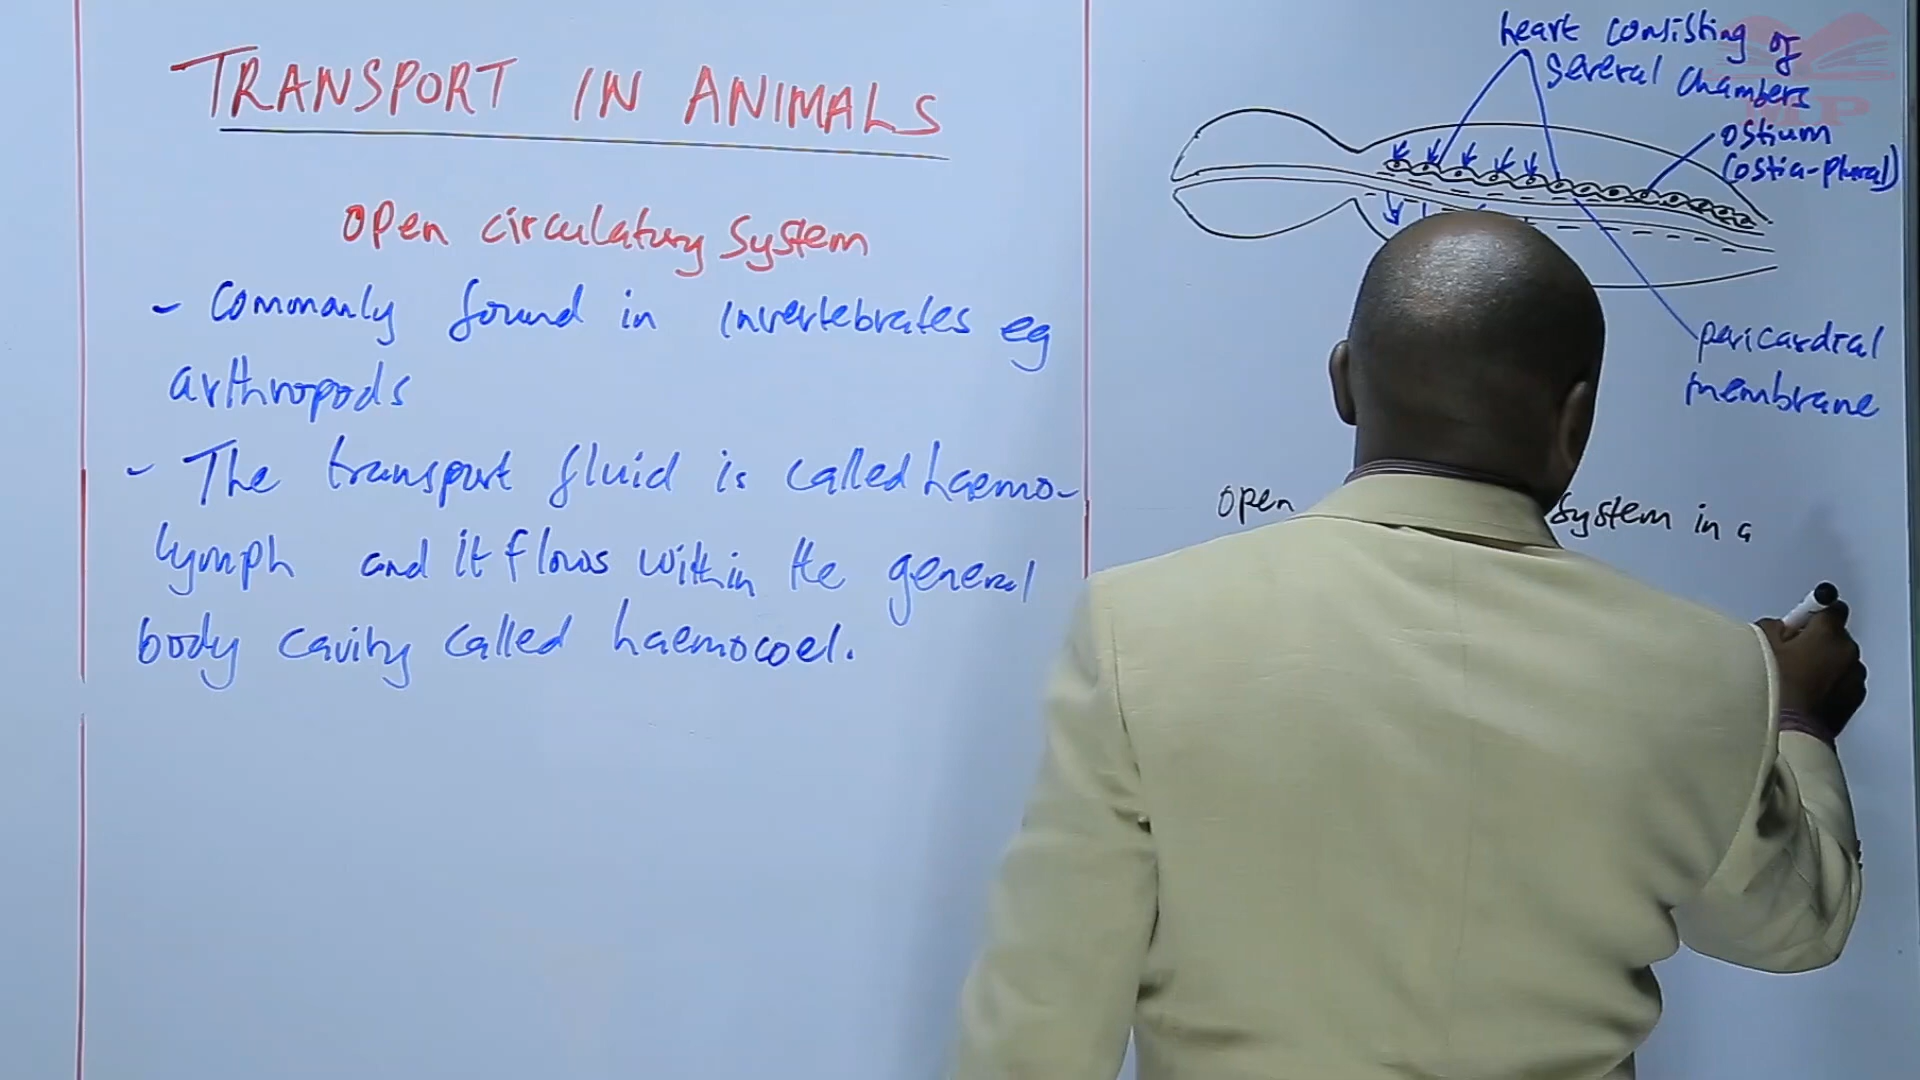 TRANSPORT IN ANIMALS
Open circulatory system
- Commonly found in invertebrates eg
arthropods
- The transport fluid is called haemo-
lymph and it flows within the general
body cavity called haemocoel.
heart consisting of
several chambers
MP
ostium
(ostia-plural)
pericardial
membrane
open system in a